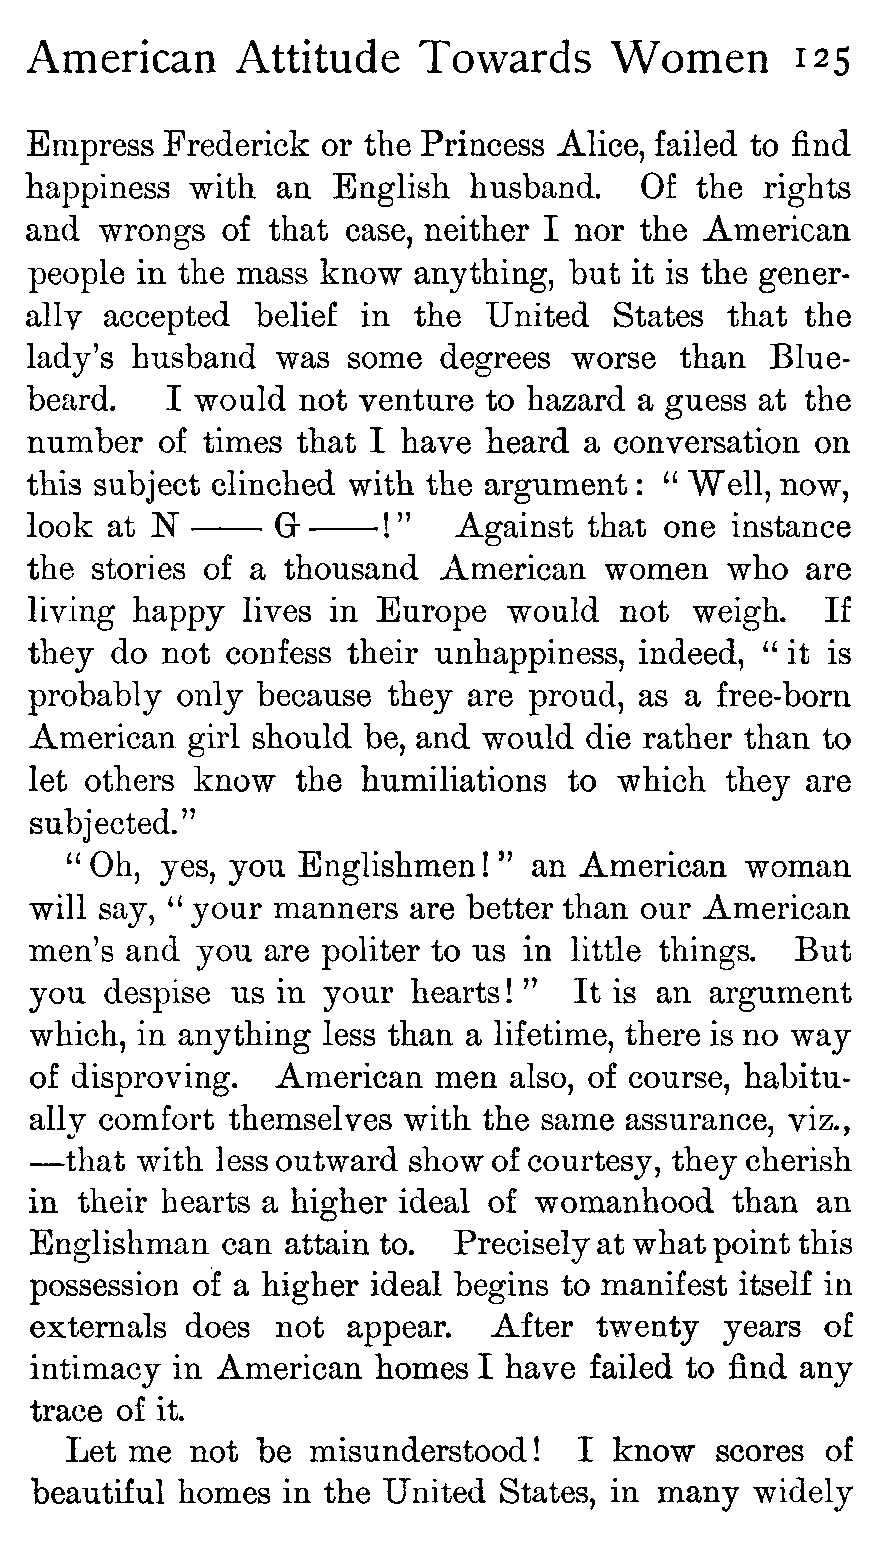 American Attitude Towards Women 125
Empress Frederick or the Princess Alice, failed to find
happiness with an English husband. Of the rights
and wrongs of that case, neither I nor the American
people in the mass know anything, but it is the gener-
ally accepted belief in the United States that the
lady's husband was some degrees worse than Blue-
beard. I would not venture to hazard a guess at the
number of times that I have heard a conversation on
this subject clinched with the argument: "Well, now,
look at N —— G——!" Against that one instance
the stories of a thousand American women who are
living happy lives in Europe would not weigh. If
they do not confess their unhappiness, indeed, "it is
probably only because they are proud, as a free-born
American girl should be, and would die rather than to
let others know the humiliations to which they are
subjected."
"Oh, yes, you Englishmen!" an American woman
will say, "your manners are better than our American
men's and you are politer to us in little things. But
you despise us in your hearts!" It is an argument
which, in anything less than a lifetime, there is no way
of disproving. American men also, of course, habitu-
ally comfort themselves with the same assurance, viz.,
—that with less outward show of courtesy, they cherish
in their hearts a higher ideal of womanhood than an
Englishman can attain to. Precisely at what point this
possession of a higher ideal begins to manifest itself in
externals does not appear. After twenty years of
intimacy in American homes I have failed to find any
trace of it.
Let me not be misunderstood! I know scores of
beautiful homes in the United States, in many widely